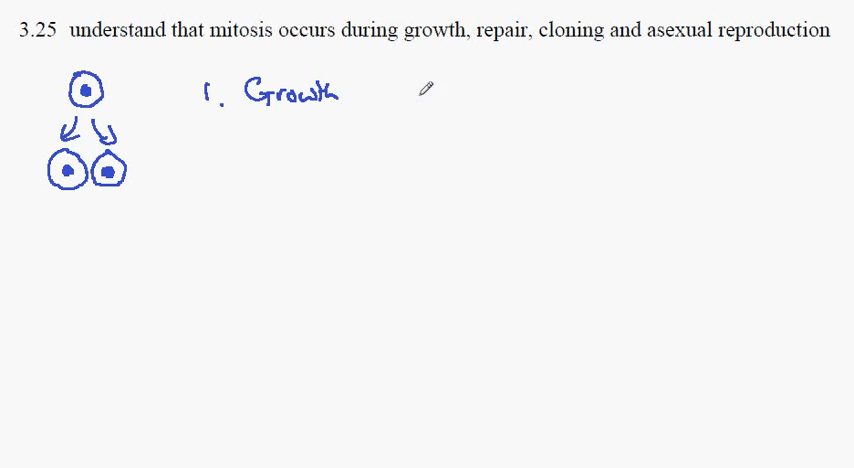 3.25 understand that mitosis occurs during growth, repair, cloning and asexual reproduction
1. Growth